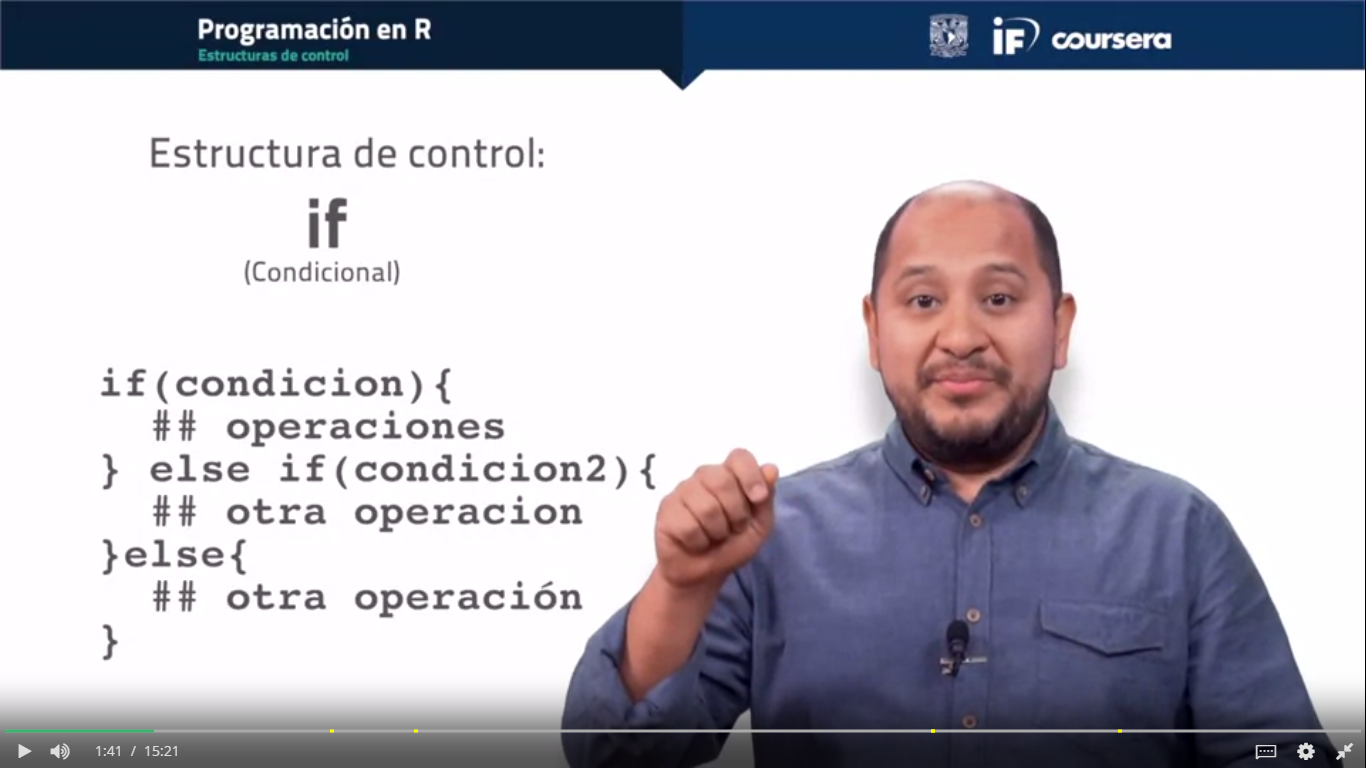 Programación en R
Estructuras de control
iF coursera
Estructura de control:
if
(Condicional)
if(condicion){
## operaciones
} else if(condicion2){
## otra operacion
}else{
## otra operación
}
1:41 / 15:21